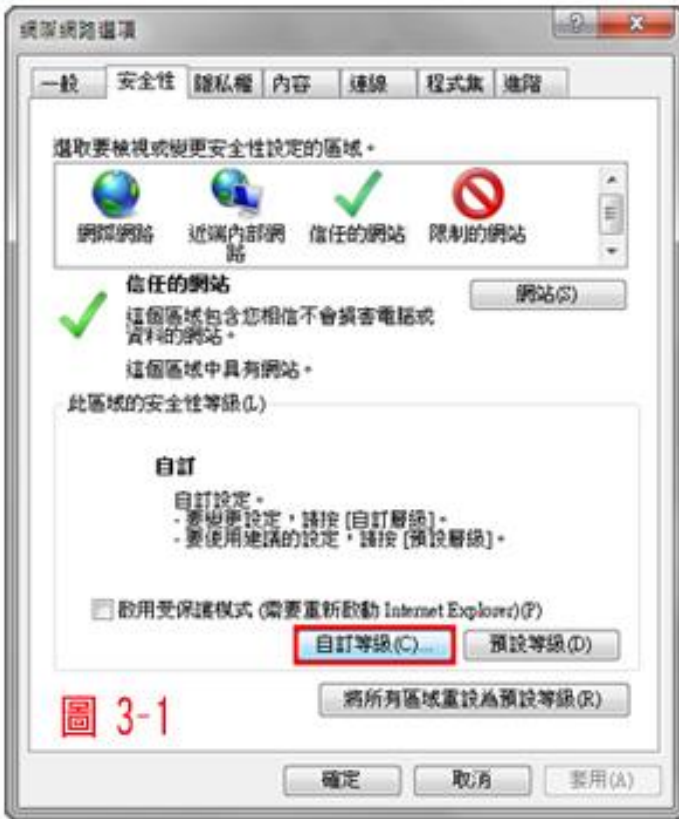 網際網路選項
一般 安全性 隱私權 內容 連線 程式集 進階
選取要檢視或變更安全性設定的區域。
網際網路 近端內部網路 信任的網站 限制的網站
信任的網站
網站(S)
這個區域包含您相信不會損害電腦或
資料的網站。
這個區域中具有網站。
此區域的安全性等級(L)
自訂
自訂設定。
- 要變更設定，請按 [自訂層級]。
- 要使用建議的設定，請按 [預設層級]。
啟用受保護模式 (需要重新啟動 Internet Explorer)(P)
自訂等級(C)... 預設等級(D)
將所有區域重設為預設等級(R)
圖 3-1
確定 取消 套用(A)